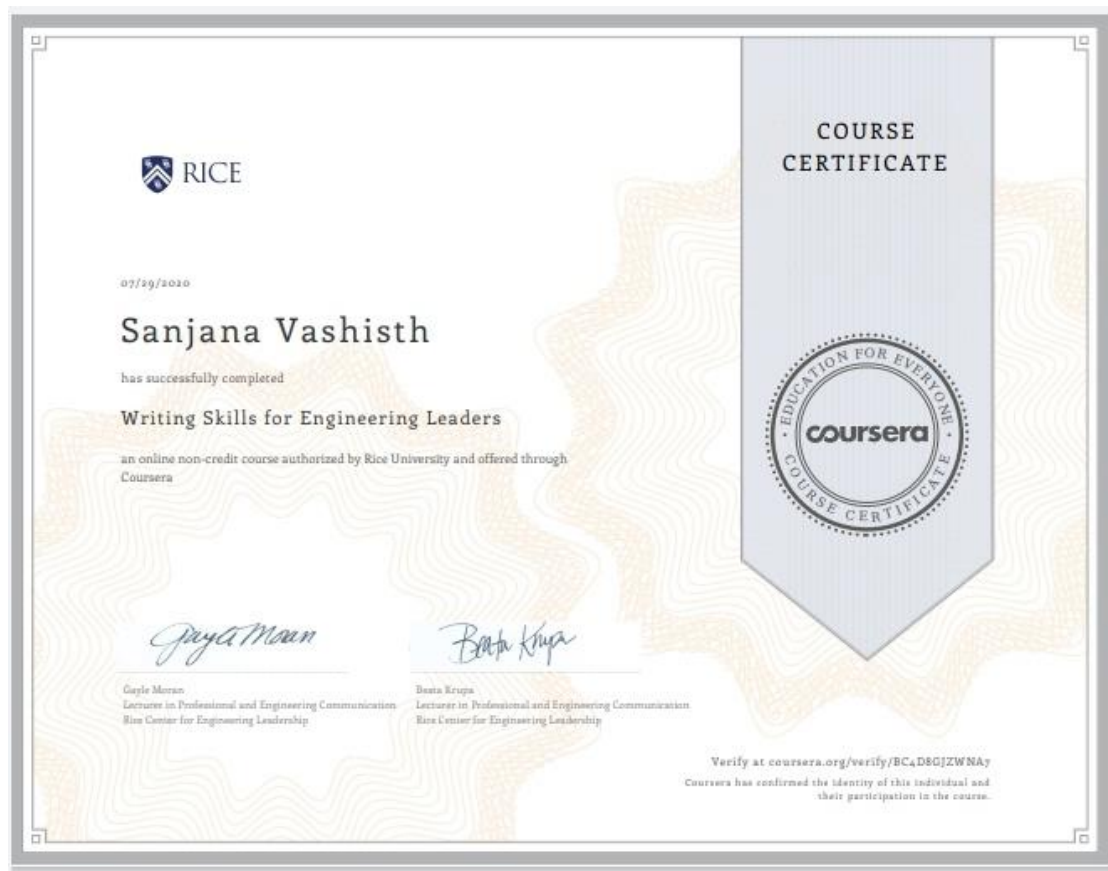 RICE
COURSE
CERTIFICATE
07/29/2020
Sanjana Vashisth
has successfully completed
Writing Skills for Engineering Leaders
an online non-credit course authorized by Rice University and offered through
Coursera
EDUCATION FOR EVERYONE
coursera
COURSE CERTIFICATE
Gayle Moran
Beata Krupa
Gayle Moran
Lecturer in Professional and Engineering Communication
Rice Center for Engineering Leadership
Beata Krupa
Lecturer in Professional and Engineering Communication
Rice Center for Engineering Leadership
Verify at coursera.org/verify/BC4D8GJZWNA7
Coursera has confirmed the identity of this individual and
their participation in the course.